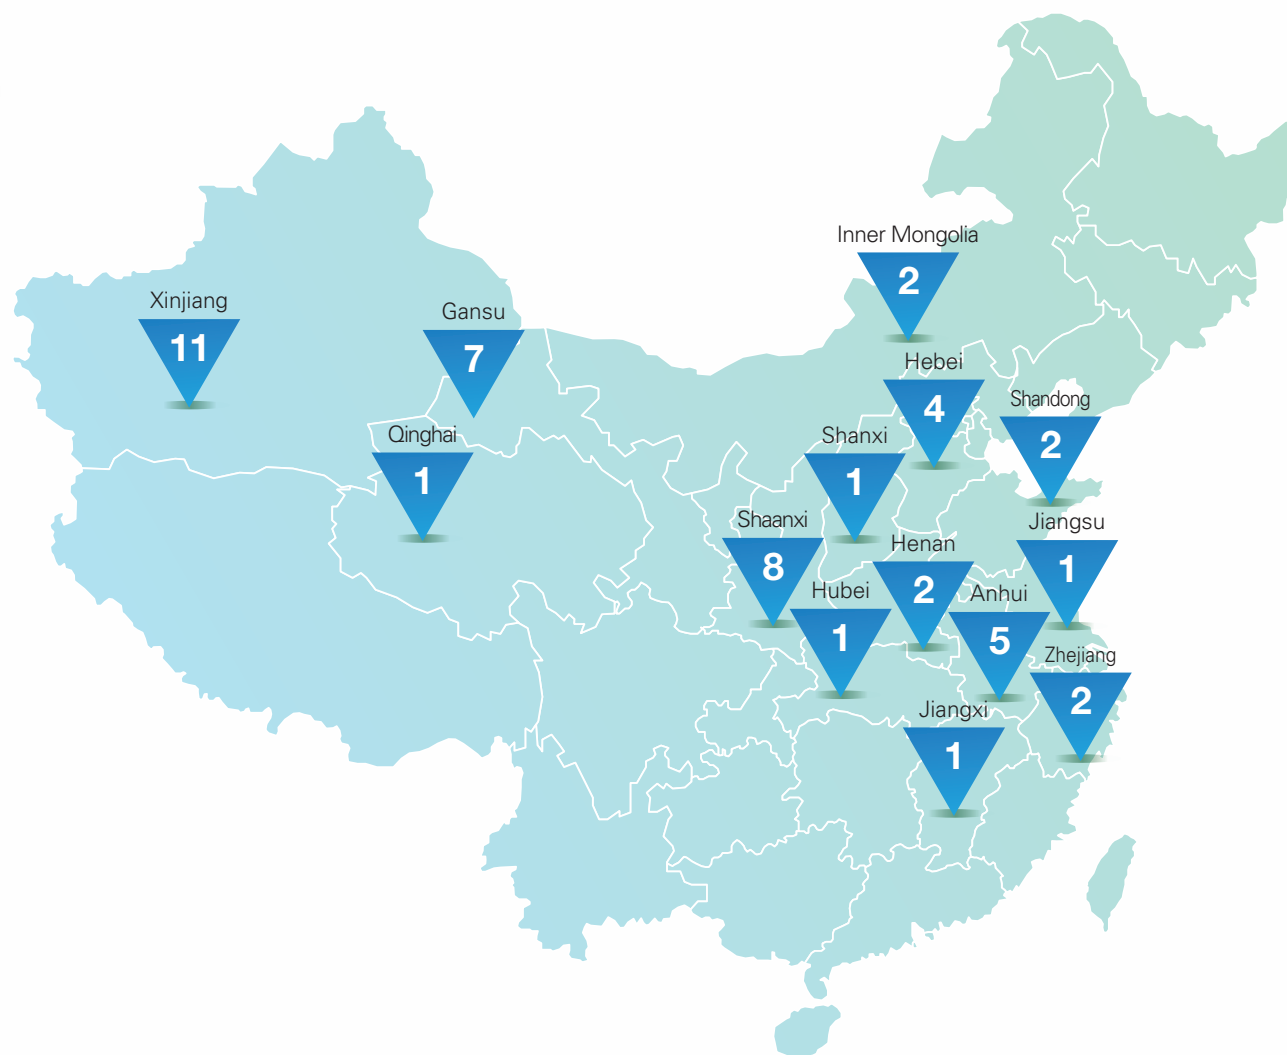 Inner Mongolia
2
Xinjiang
11
Gansu
7
Hebei
4
Shandong
2
Qinghai
1
Shanxi
1
Shaanxi
8
Jiangsu
1
Henan
2
Hubei
1
Anhui
5
Zhejiang
2
Jiangxi
1